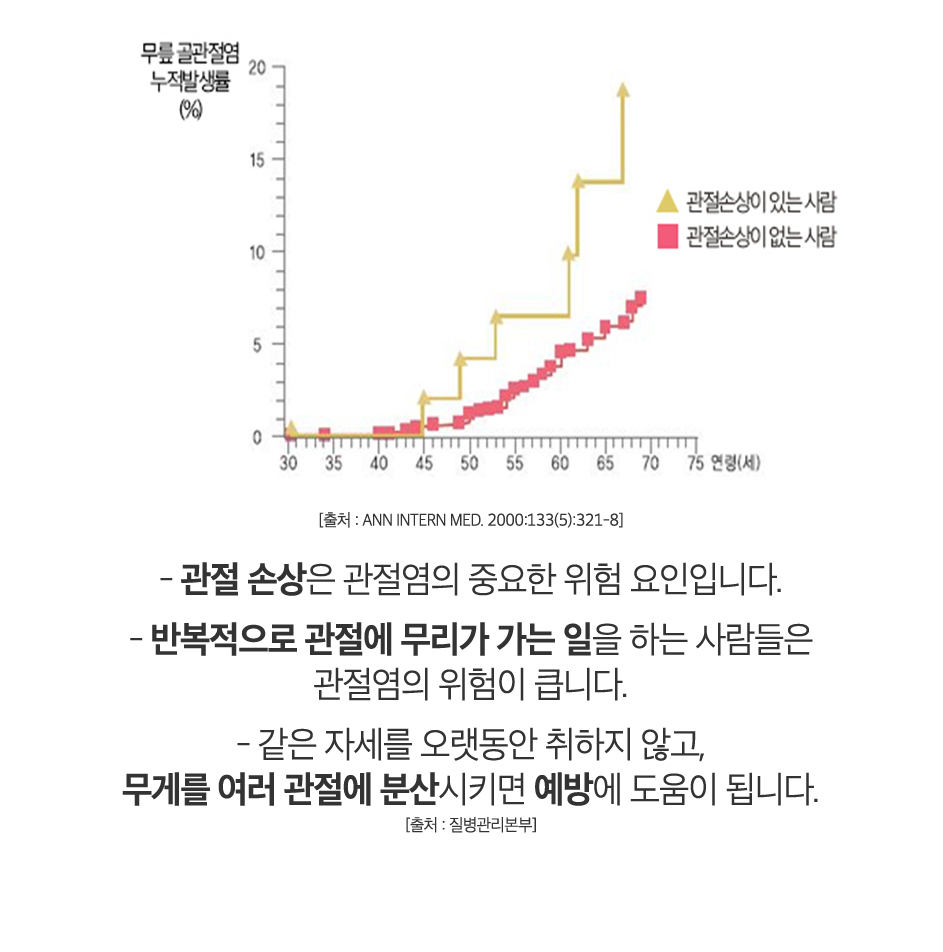 무릎 골관절염
누적발생률
(%)
20
15
10
5
0
관절손상이 있는 사람
관절손상이 없는 사람
30 35 40 45 50 55 60 65 70 75 연령(세)
[출처 : ANN INTERN MED. 2000:133(5):321-8]
- 관절 손상은 관절염의 중요한 위험 요인입니다.
- 반복적으로 관절에 무리가 가는 일을 하는 사람들은
관절염의 위험이 큽니다.
- 같은 자세를 오랫동안 취하지 않고,
무게를 여러 관절에 분산시키면 예방에 도움이 됩니다.
[출처 : 질병관리본부]